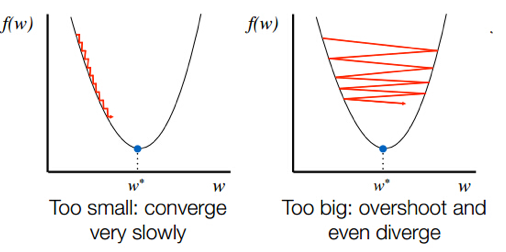 f(w)
f(w)
w*
w
w*
w
Too small: converge
very slowly
Too big: overshoot and
even diverge